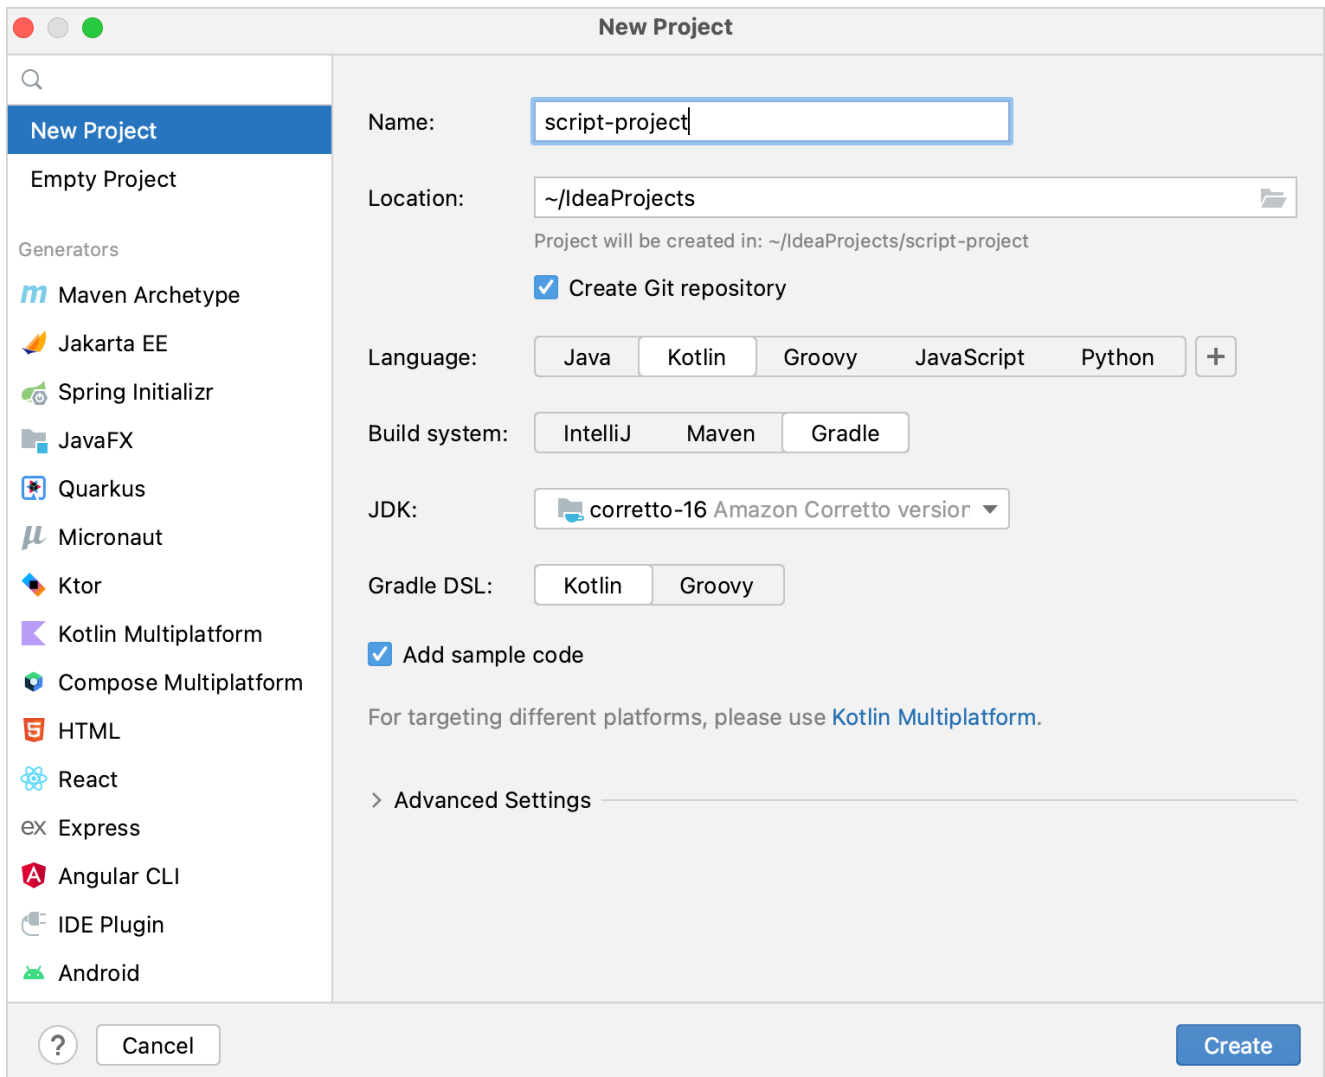 New Project
New Project
Empty Project
Generators
Maven Archetype
Jakarta EE
Spring Initializr
JavaFX
Quarkus
Micronaut
Ktor
Kotlin Multiplatform
Compose Multiplatform
HTML
React
ex Express
Angular CLI
IDE Plugin
Android
Name: script-project
Location: ~/IdeaProjects
Project will be created in: ~/IdeaProjects/script-project
Create Git repository
Language: Java Kotlin Groovy JavaScript Python +
Build system: IntelliJ Maven Gradle
JDK: corretto-16 Amazon Corretto version
Gradle DSL: Kotlin Groovy
Add sample code
For targeting different platforms, please use Kotlin Multiplatform.
Advanced Settings
? Cancel Create